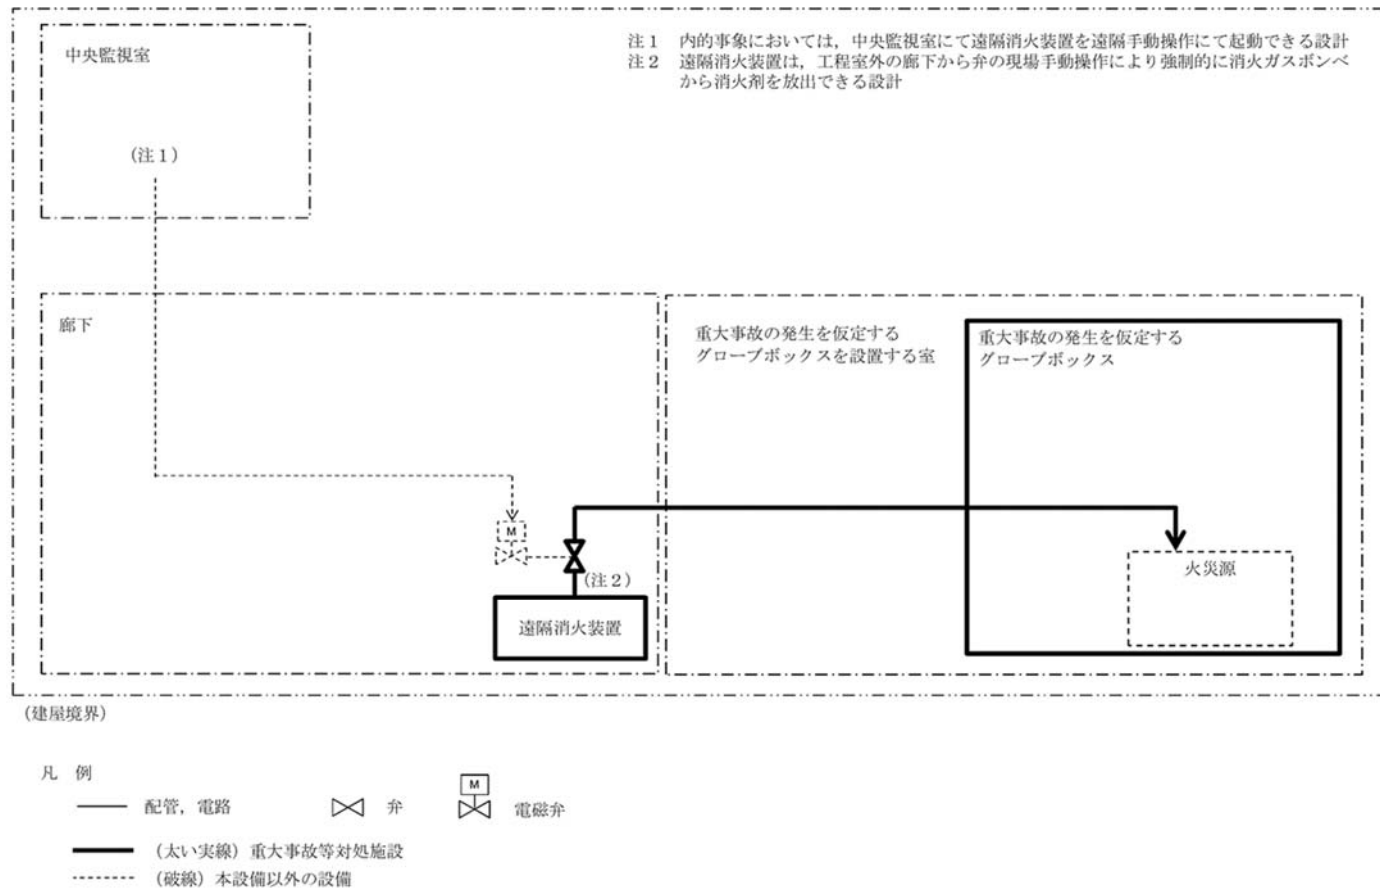 中央監視室
注１　内的事象においては，中央監視室にて遠隔消火装置を遠隔手動操作にて起動できる設計
注２　遠隔消火装置は，工程室外の廊下から弁の現場手動操作により強制的に消火ガスボンベ
から消火剤を放出できる設計
（注１）
廊下
重大事故の発生を仮定する
グローブボックスを設置する室
重大事故の発生を仮定する
グローブボックス
M
（注２）
火災源
遠隔消火装置
（建屋境界）
凡　例
配管，電路
弁
M
電磁弁
（太い実線）重大事故等対処施設
（破線）本設備以外の設備